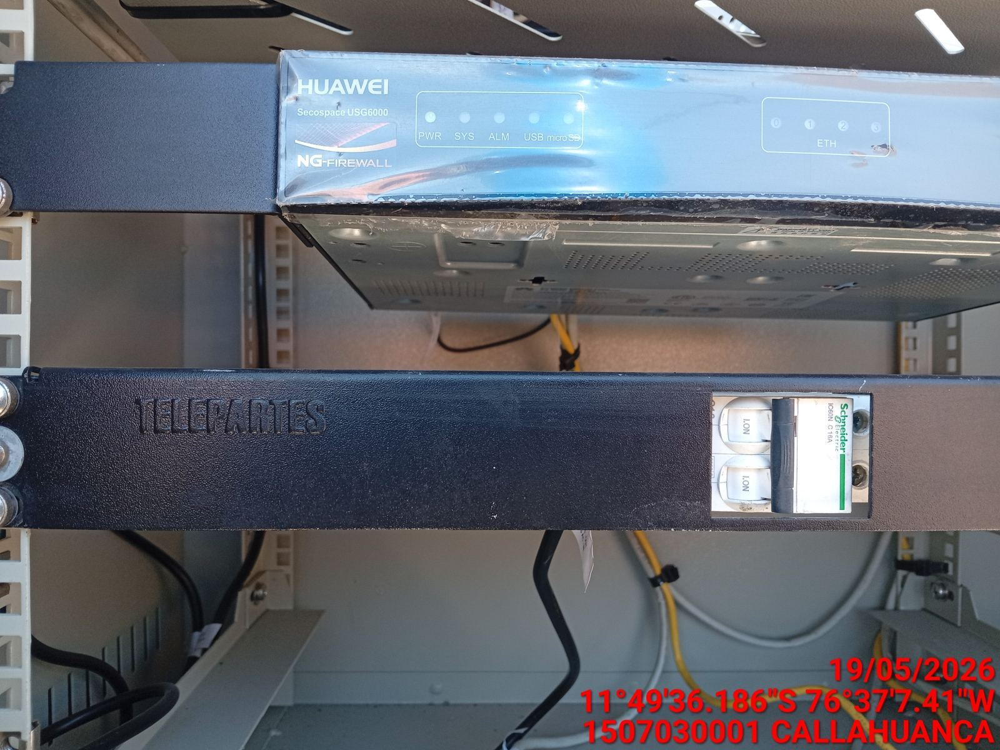 HUAWEI
Secospace USG6000
NG-FIREWALL
PWR SYS ALM USB micro SD
0 1 2 3
ETH
TELEPARTES
I.ON
I.ON
Schneider
Electric
iC60N C16A
19/05/2026
11°49'36.186"S 76°37'7.41"W
1507030001 CALLAHUANCA